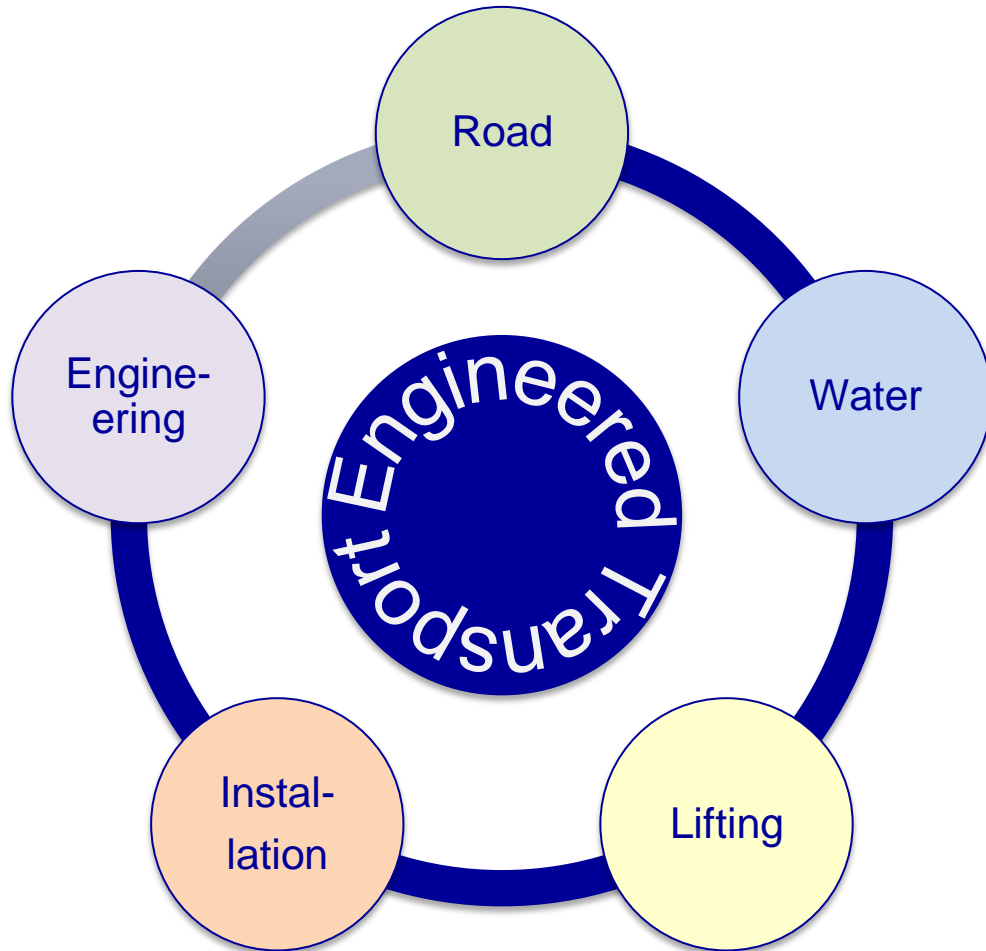 Road
Water
Lifting
Instal-
lation
Engine-
ering
Engineered Transport